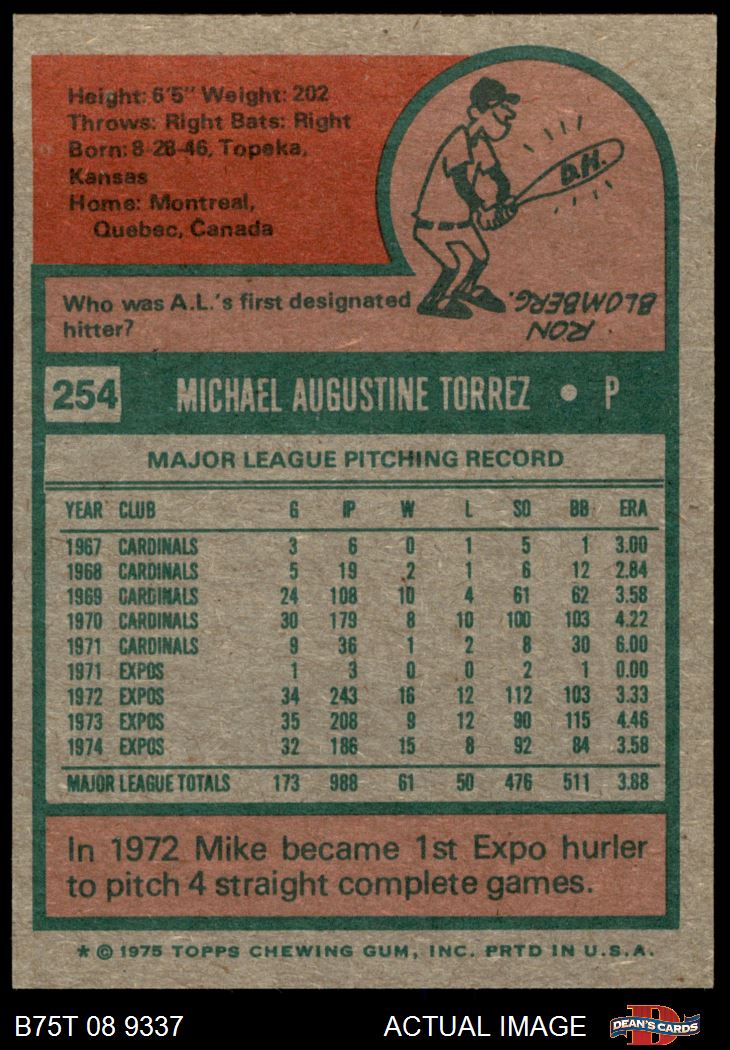 Height: 6'5" Weight: 202
Throws: Right Bats: Right
Born: 8-28-46, Topeka,
Kansas
Home: Montreal,
Quebec, Canada
D.H.
Who was A.L.'s first designated
hitter?
RON
BLOMBERG.
254 MICHAEL AUGUSTINE TORREZ • P
MAJOR LEAGUE PITCHING RECORD
YEAR CLUB G IP W L SO BB ERA
1967 CARDINALS 3 6 0 1 5 1 3.00
1968 CARDINALS 5 19 2 1 6 12 2.84
1969 CARDINALS 24 108 10 4 61 62 3.58
1970 CARDINALS 30 179 8 10 100 103 4.22
1971 CARDINALS 9 36 1 2 8 30 6.00
1971 EXPOS 1 3 0 0 2 1 0.00
1972 EXPOS 34 243 16 12 112 103 3.33
1973 EXPOS 35 208 9 12 90 115 4.46
1974 EXPOS 32 186 15 8 92 84 3.58
MAJOR LEAGUE TOTALS 173 988 61 50 476 511 3.88
In 1972 Mike became 1st Expo hurler
to pitch 4 straight complete games.
* © 1975 TOPPS CHEWING GUM, INC. PRTD IN U.S.A.
B75T 08 9337 ACTUAL IMAGE D DEAN'S CARDS